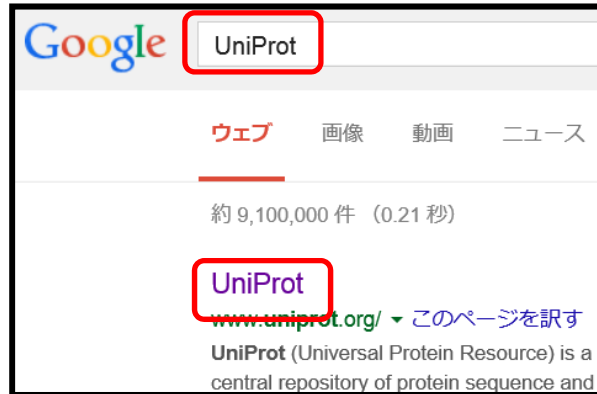 Google UniProt
ウェブ 画像 動画 ニュース
約 9,100,000 件 （0.21 秒）
UniProt
www.uniprot.org/ ▼ このページを訳す
UniProt (Universal Protein Resource) is a
central repository of protein sequence and